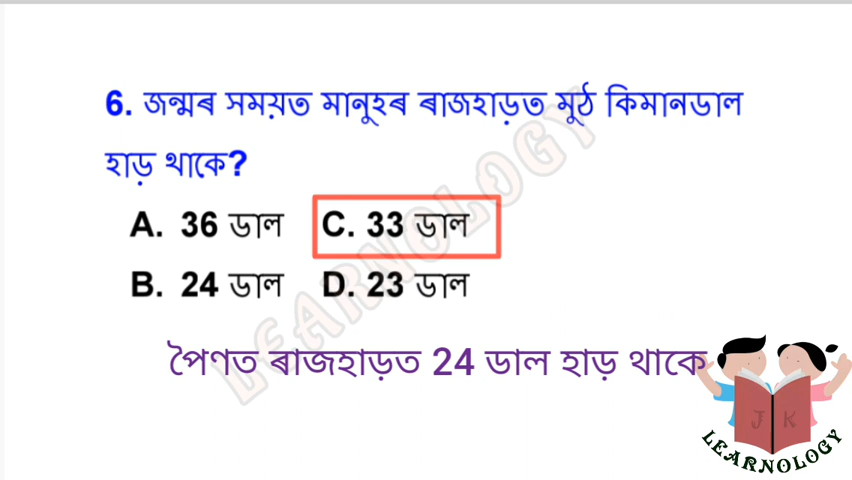 6. জন্মৰ সময়ত মানুহৰ ৰাজহাড়ত মুঠ কিমানডাল
হাড় থাকে?
A. 36 ডাল C. 33 ডাল
B. 24 ডাল D. 23 ডাল
পৈণত ৰাজহাড়ত 24 ডাল হাড় থাকে
LEARNOLOGY
J K
LEARNOLOGY